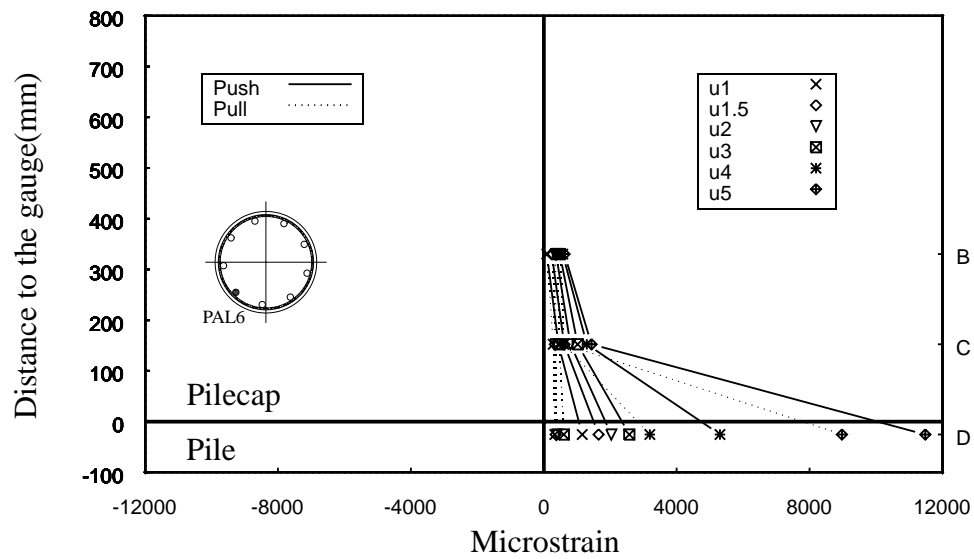 800
700
600
500
400
300
200
100
0
-100
Distance to the gauge(mm)
Push
Pull
u1
u1.5
u2
u3
u4
u5
PAL6
Pilecap
Pile
B
C
D
-12000 -8000 -4000 0 4000 8000 12000
Microstrain